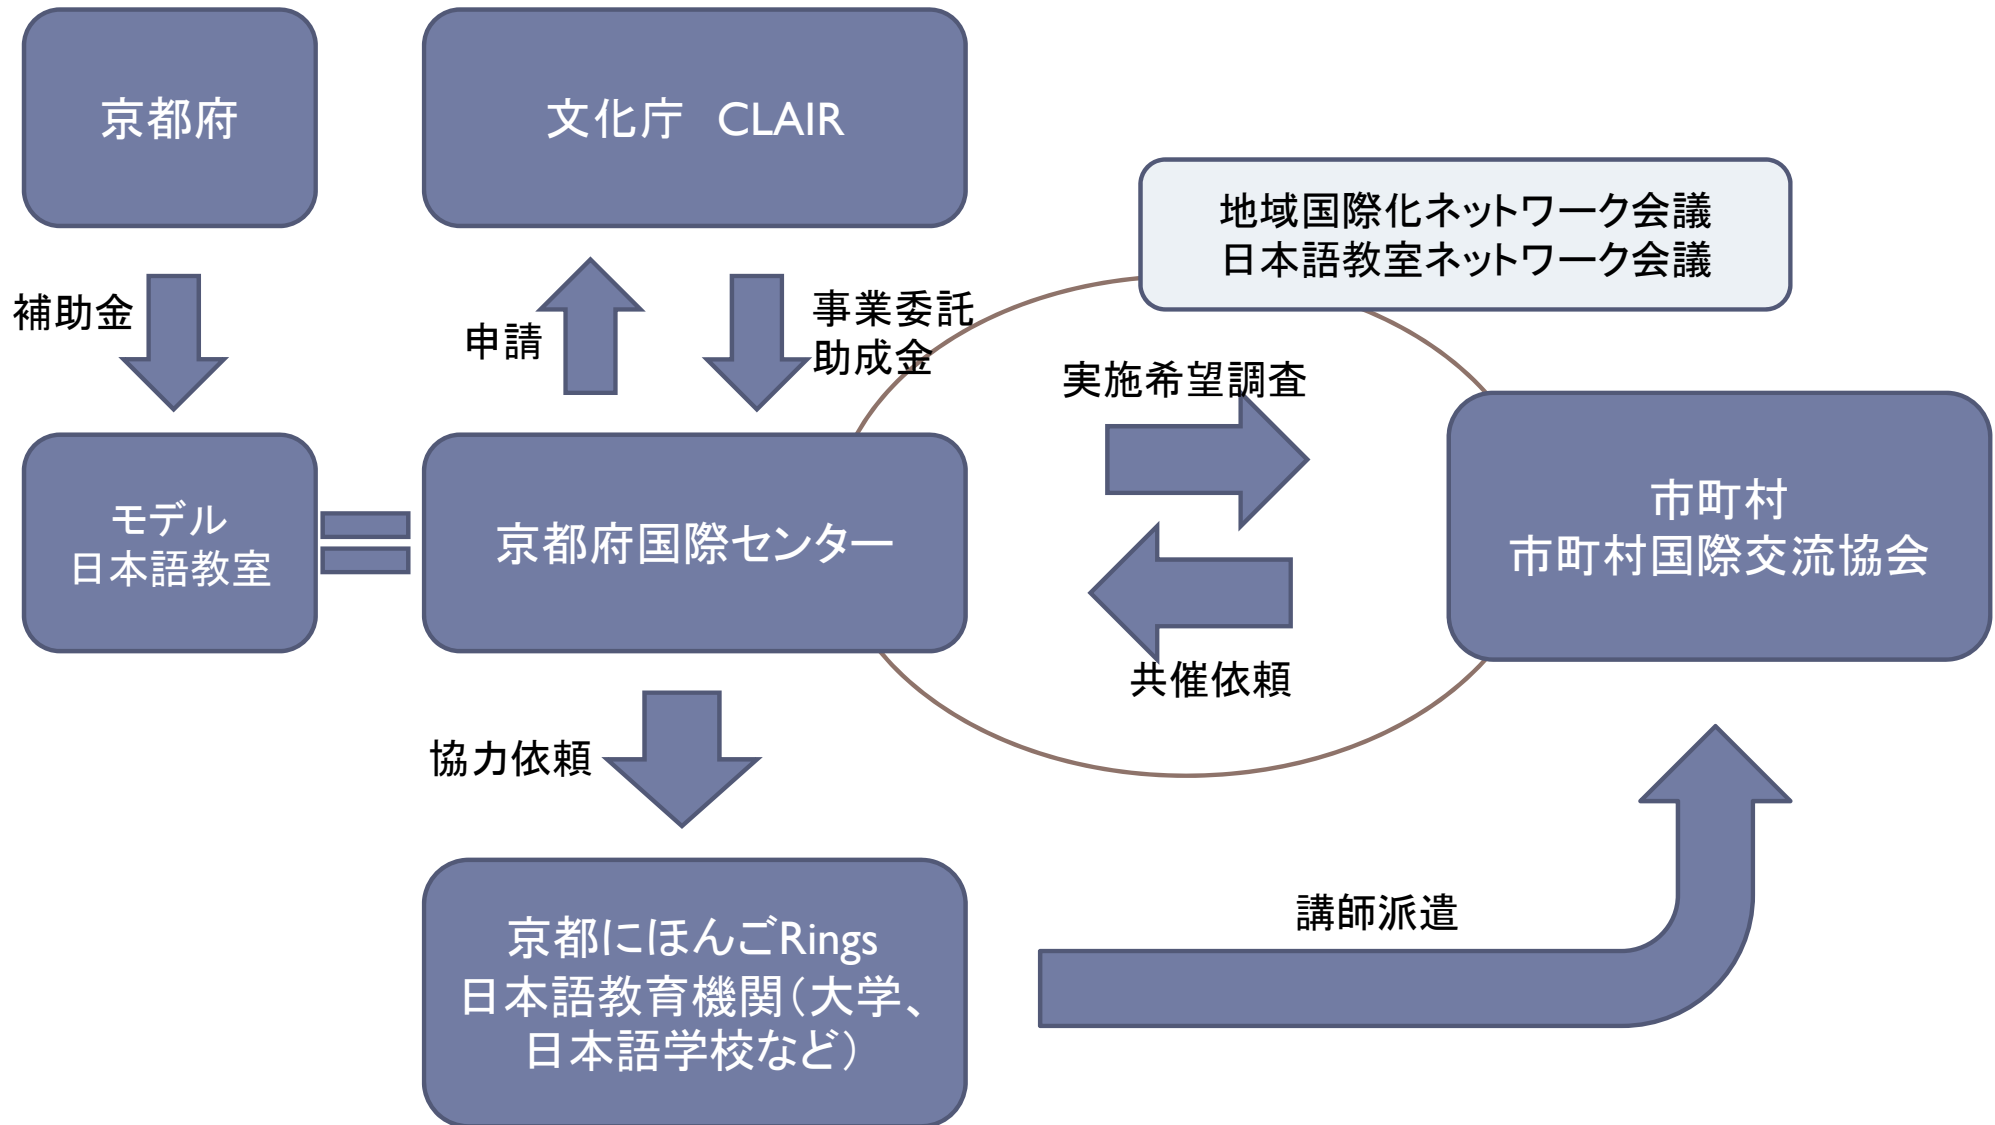 京都府
文化庁　CLAIR
地域国際化ネットワーク会議
日本語教室ネットワーク会議
補助金
申請
事業委託
助成金
実施希望調査
モデル
日本語教室
京都府国際センター
市町村
市町村国際交流協会
共催依頼
協力依頼
京都にほんごRings
日本語教育機関（大学、
日本語学校など）
講師派遣